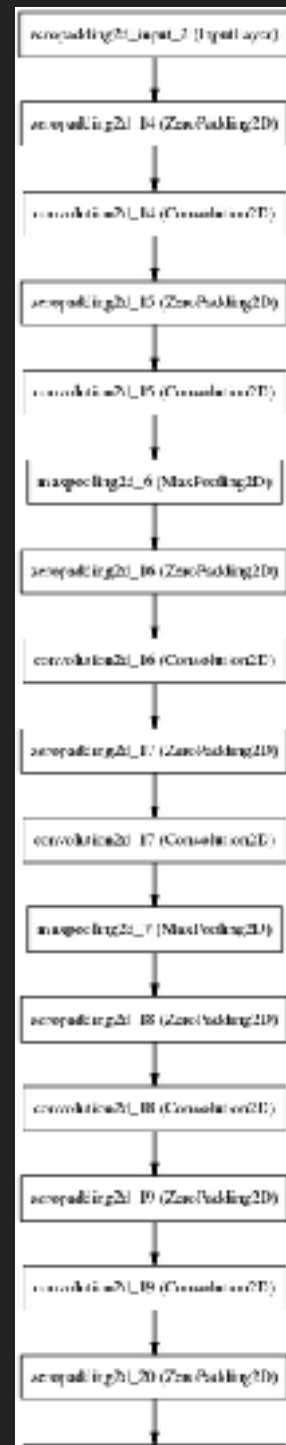 zeropadding2d_input_2 (InputLayer)
zeropadding2d_14 (ZeroPadding2D)
convolution2d_14 (Convolution2D)
zeropadding2d_15 (ZeroPadding2D)
convolution2d_15 (Convolution2D)
maxpooling2d_6 (MaxPooling2D)
zeropadding2d_16 (ZeroPadding2D)
convolution2d_16 (Convolution2D)
zeropadding2d_17 (ZeroPadding2D)
convolution2d_17 (Convolution2D)
maxpooling2d_7 (MaxPooling2D)
zeropadding2d_18 (ZeroPadding2D)
convolution2d_18 (Convolution2D)
zeropadding2d_19 (ZeroPadding2D)
convolution2d_19 (Convolution2D)
zeropadding2d_20 (ZeroPadding2D)